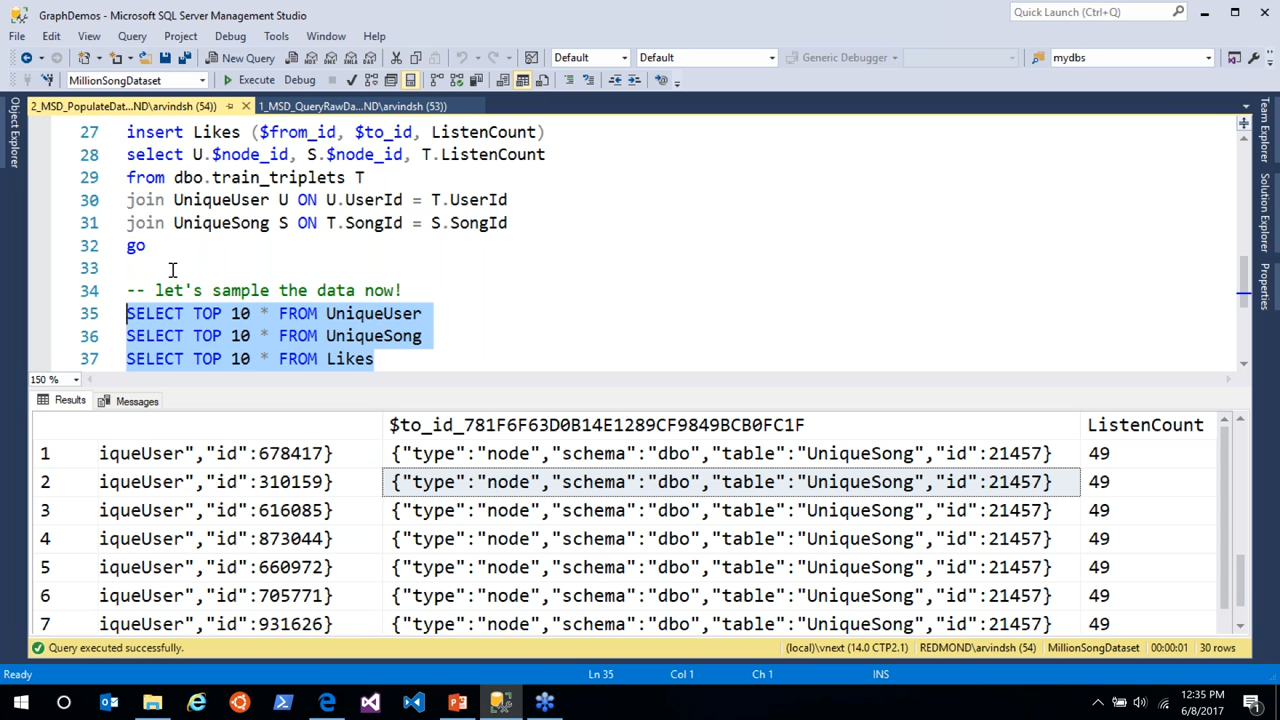 GraphDemos - Microsoft SQL Server Management Studio
Quick Launch (Ctrl+Q)
File Edit View Query Project Debug Tools Window Help
New Query
Default
Default
Generic Debugger
mydbs
MillionSongDataset
Execute Debug
2_MSD_PopulateDat...ND\arvindsh (54))
1_MSD_QueryRawDa...ND\arvindsh (53))
Object Explorer
Team Explorer
Solution Explorer
Properties
27 insert Likes ($from_id, $to_id, ListenCount)
28 select U.$node_id, S.$node_id, T.ListenCount
29 from dbo.train_triplets T
30 join UniqueUser U ON U.UserId = T.UserId
31 join UniqueSong S ON T.SongId = S.SongId
32 go
33
34 -- let's sample the data now!
35 SELECT TOP 10 * FROM UniqueUser
36 SELECT TOP 10 * FROM UniqueSong
37 SELECT TOP 10 * FROM Likes
150 %
Results Messages
$to_id_781F6F63D0B14E1289CF9849BCB0FC1F ListenCount
1 iqueUser","id":678417} {"type":"node","schema":"dbo","table":"UniqueSong","id":21457} 49
2 iqueUser","id":310159} {"type":"node","schema":"dbo","table":"UniqueSong","id":21457} 49
3 iqueUser","id":616085} {"type":"node","schema":"dbo","table":"UniqueSong","id":21457} 49
4 iqueUser","id":873044} {"type":"node","schema":"dbo","table":"UniqueSong","id":21457} 49
5 iqueUser","id":660972} {"type":"node","schema":"dbo","table":"UniqueSong","id":21457} 49
6 iqueUser","id":705771} {"type":"node","schema":"dbo","table":"UniqueSong","id":21457} 49
7 iqueUser","id":931626} {"type":"node","schema":"dbo","table":"UniqueSong","id":21457} 49
Query executed successfully.
(local)\vnext (14.0 CTP2.1) REDMOND\arvindsh (54) MillionSongDataset 00:00:01 30 rows
Ready Ln 35 Col 1 Ch 1 INS
12:35 PM
6/8/2017